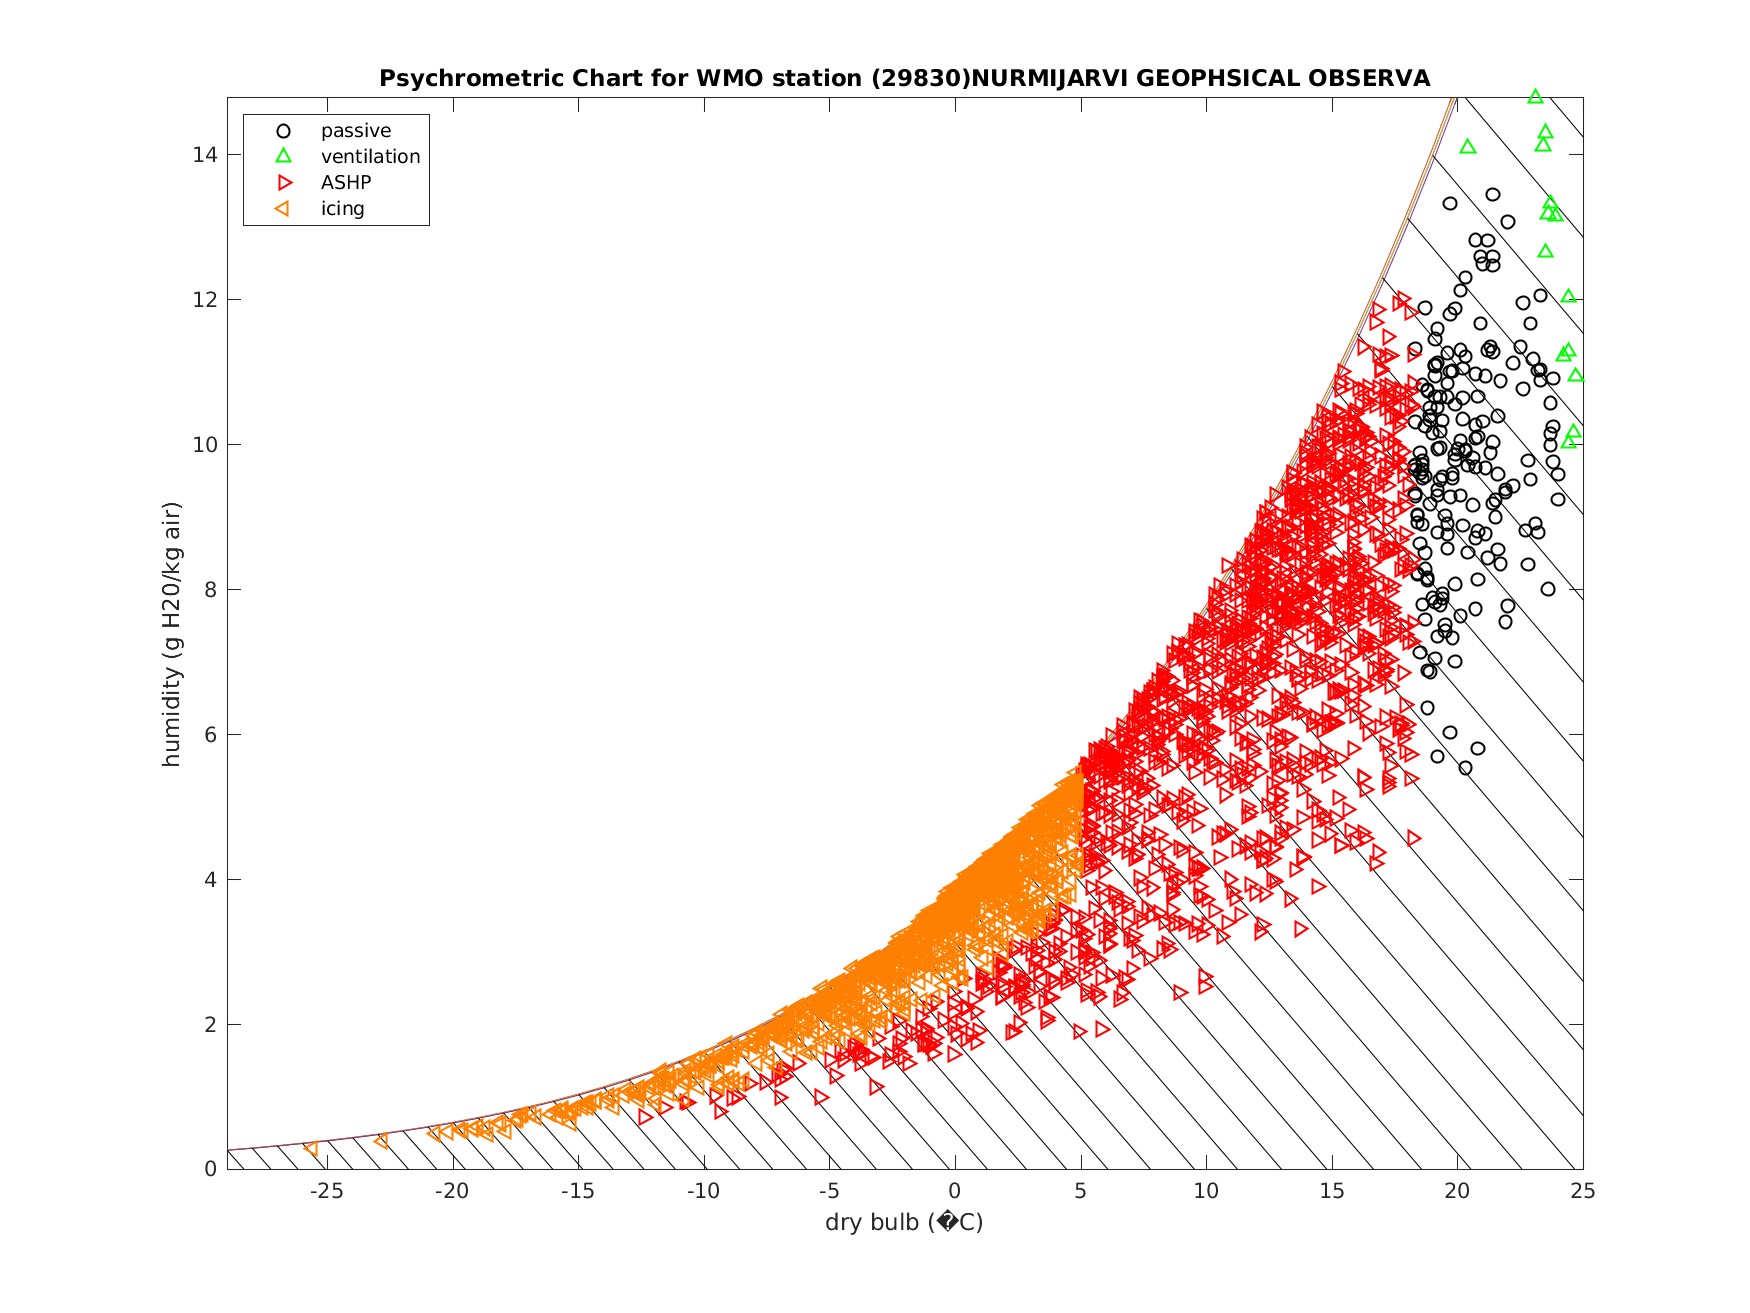 Psychrometric Chart for WMO station (29830)NURMIJARVI GEOPHSICAL OBSERVA
passive
ventilation
ASHP
icing
humidity (g H20/kg air)
14
12
10
8
6
4
2
0
-25 -20 -15 -10 -5 0 5 10 15 20 25
dry bulb (�C)